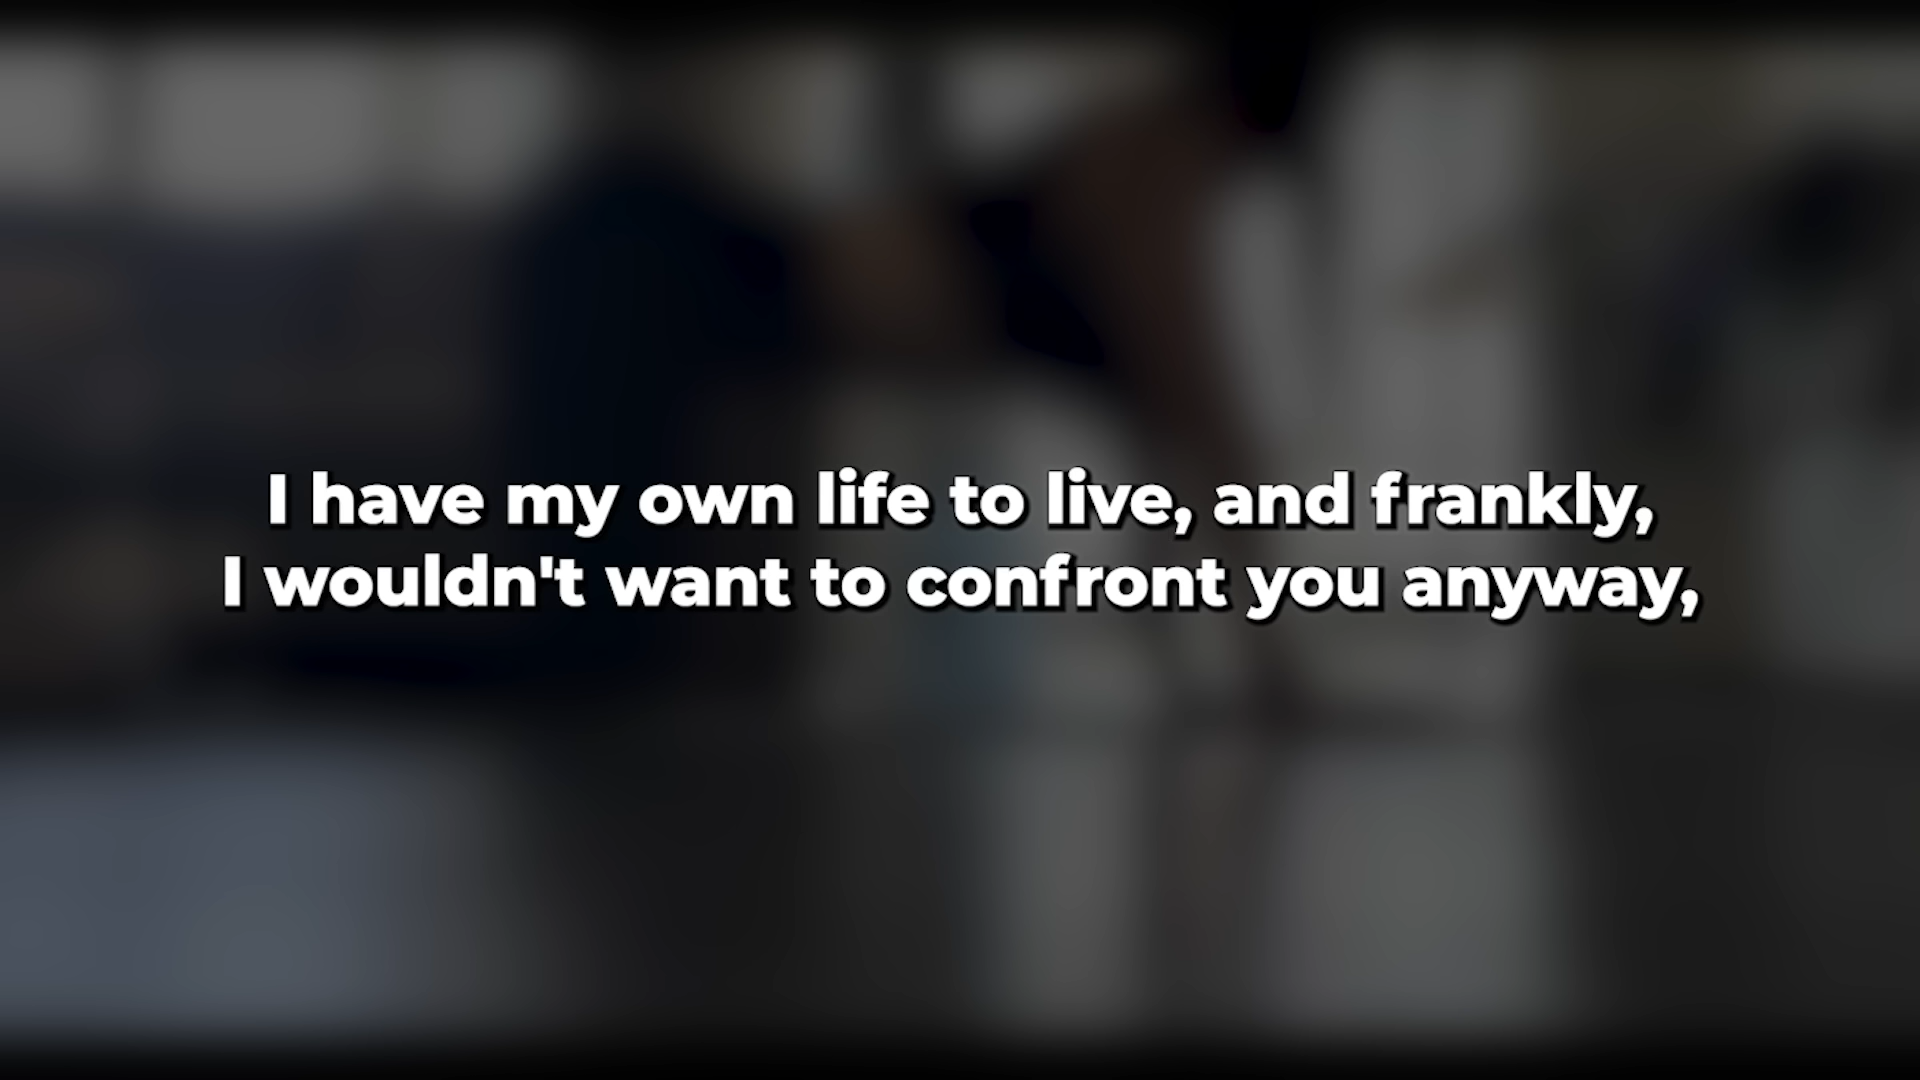 I have my own life to live, and frankly,
I wouldn't want to confront you anyway,